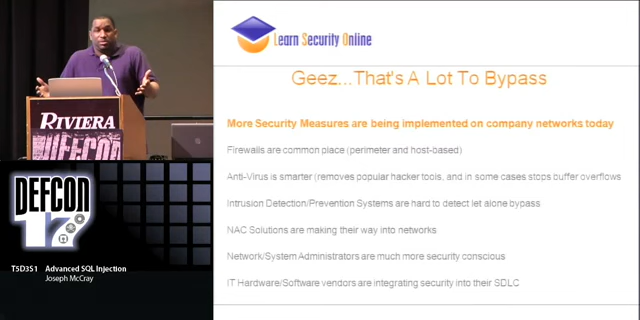 Learn Security Online
Geez...That's A Lot To Bypass
More Security Measures are being implemented on company networks today
Firewalls are common place (perimeter and host-based)
Anti-Virus is smarter (removes popular hacker tools, and in some cases stops buffer overflows
Intrusion Detection/Prevention Systems are hard to detect let alone bypass
NAC Solutions are making their way into networks
Network/System Administrators are much more security conscious
IT Hardware/Software vendors are integrating security into their SDLC
RIVIERA
DEFCON
DEFCON
17
T5D3S1 Advanced SQL Injection
Joseph McCray